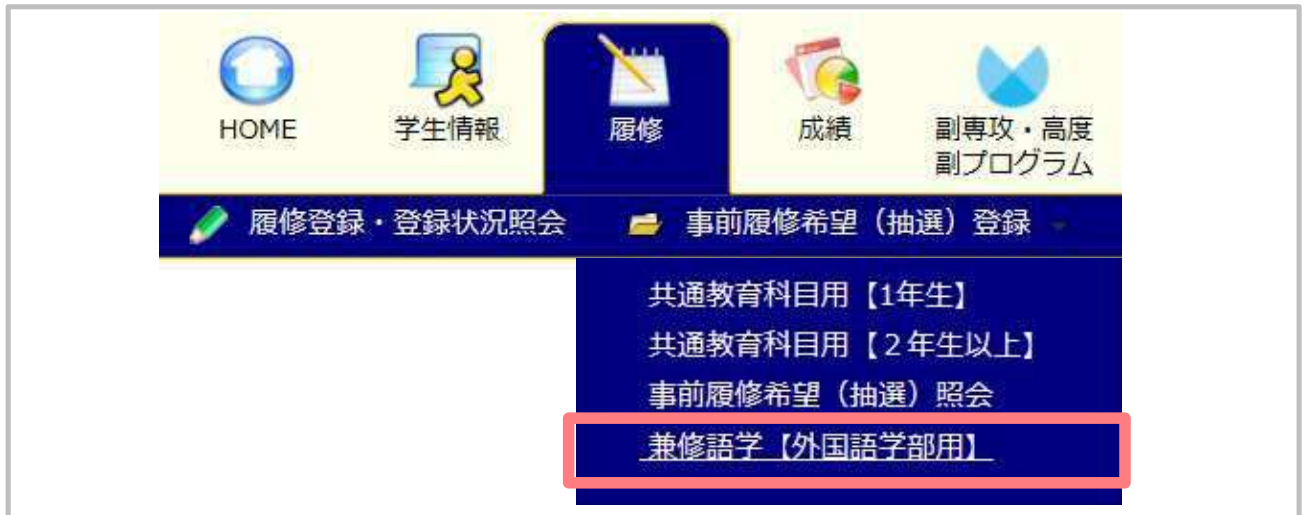 HOME
学生情報
履修
成績
副専攻・高度
副プログラム
履修登録・登録状況照会
事前履修希望（抽選）登録
共通教育科目用【1年生】
共通教育科目用【２年生以上】
事前履修希望（抽選）照会
兼修語学【外国語学部用】